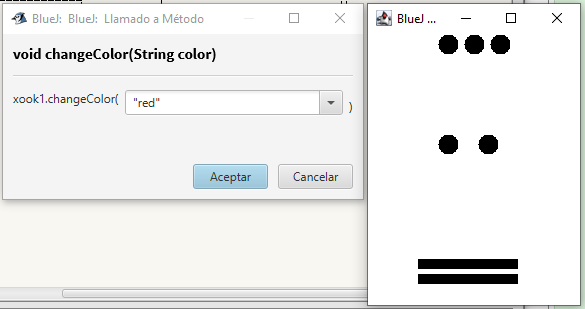 BlueJ: BlueJ: Llamado a Método
BlueJ ...
void changeColor(String color)
xook1.changeColor( "red" )
Aceptar Cancelar